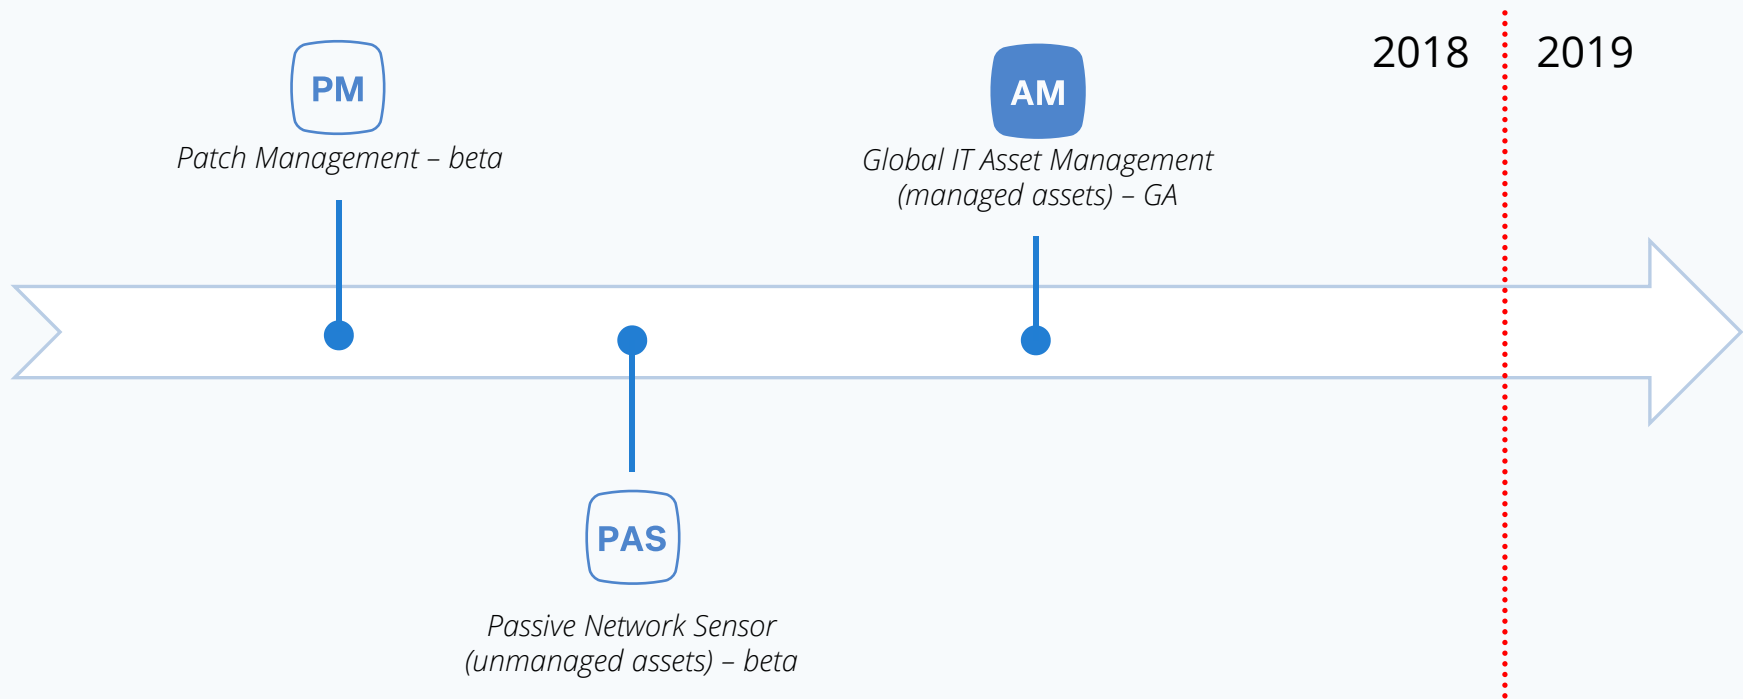 2018
2019
PM
Patch Management – beta
AM
Global IT Asset Management
(managed assets) – GA
PAS
Passive Network Sensor
(unmanaged assets) – beta